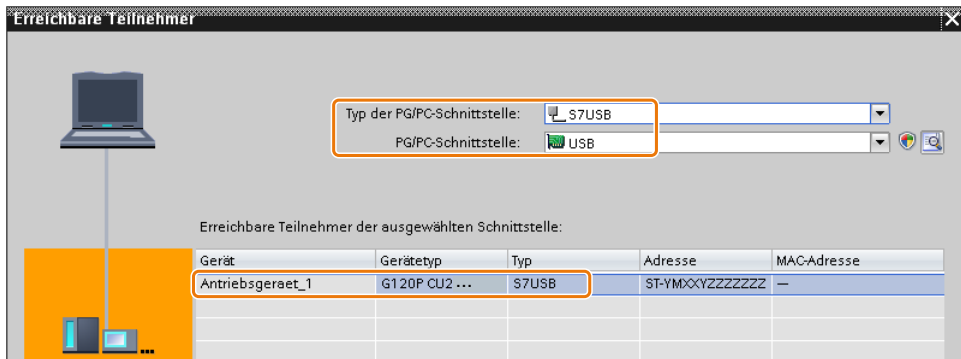 Erreichbare Teilnehmer
Typ der PG/PC-Schnittstelle: S7USB
PG/PC-Schnittstelle: USB
Erreichbare Teilnehmer der ausgewählten Schnittstelle:
Gerät Gerätetyp Typ Adresse MAC-Adresse
Antriebsgeraet_1 G120P CU2 ... S7USB ST-YMXXYZZZZZZZ —